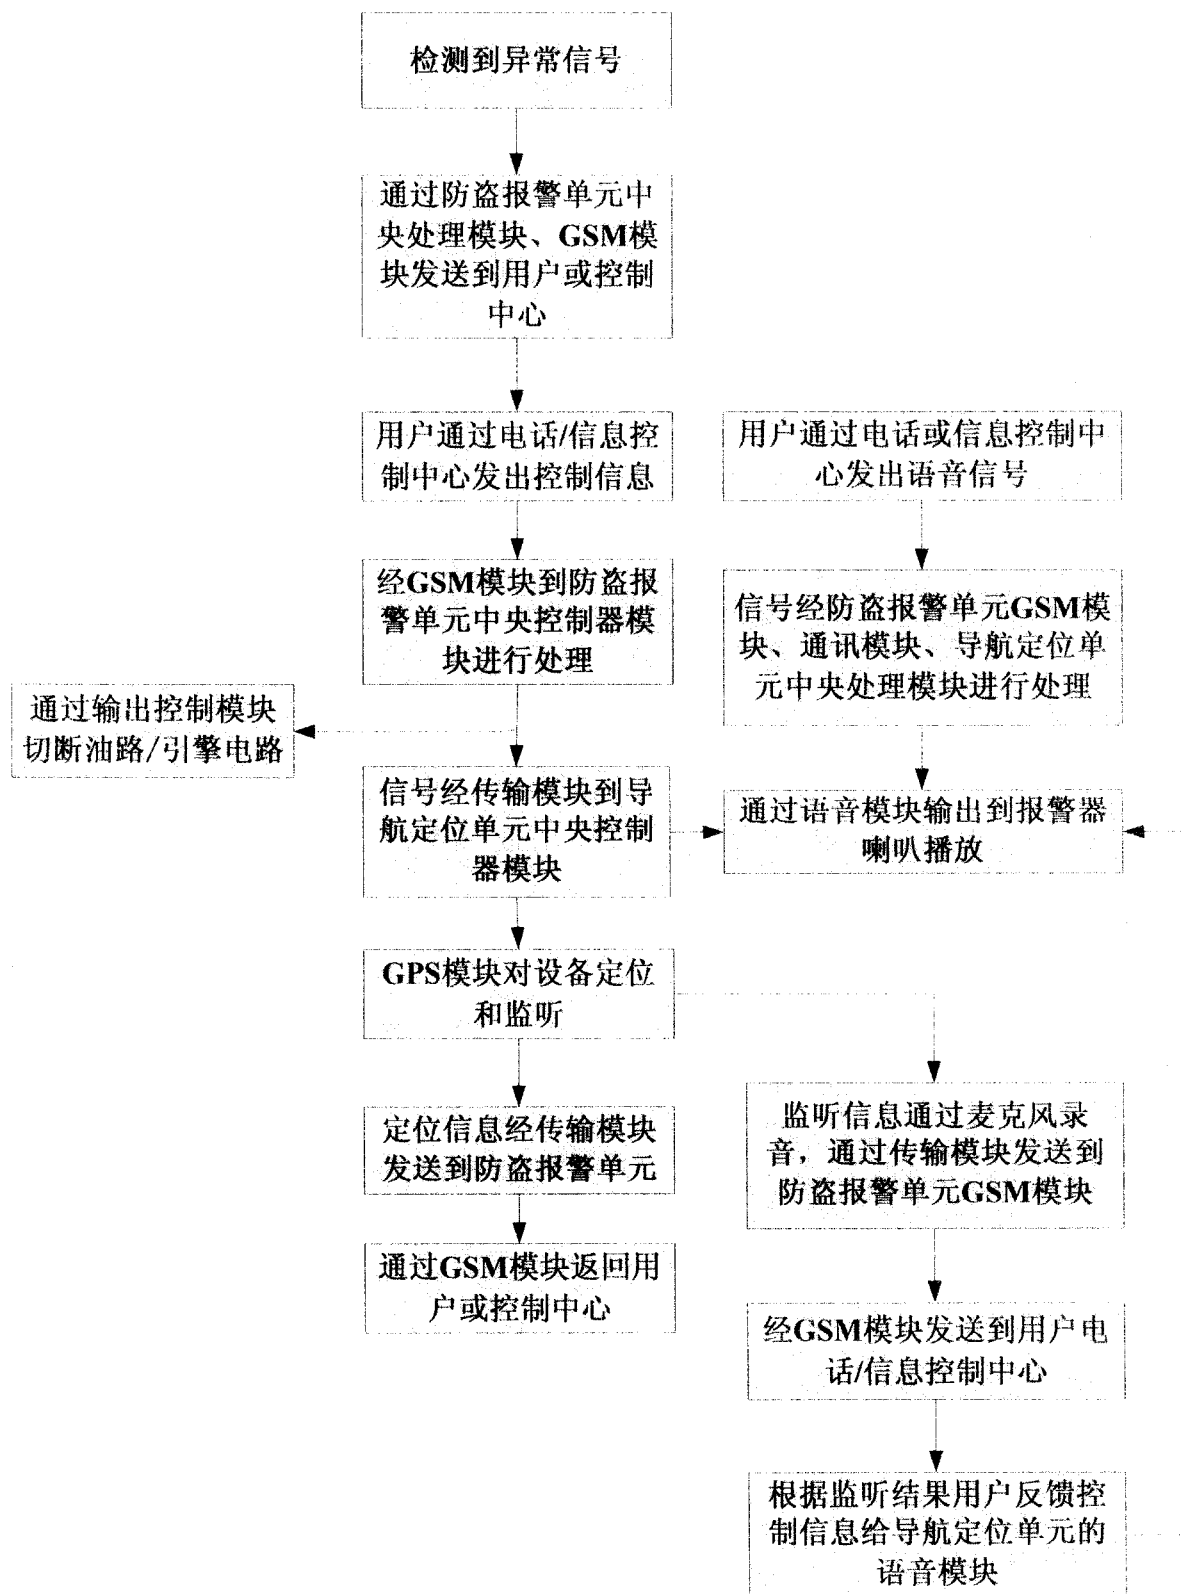 检测到异常信号
通过防盗报警单元中
央处理模块、GSM模
块发送到用户或控制
中心
用户通过电话/信息控
制中心发出控制信息
用户通过电话或信息控制中
心发出语音信号
经GSM模块到防盗报
警单元中央控制器模
块进行处理
信号经防盗报警单元GSM模
块、通讯模块、导航定位单
元中央处理模块进行处理
通过输出控制模块
切断油路/引擎电路
信号经传输模块到导
航定位单元中央控制
器模块
通过语音模块输出到报警器
喇叭播放
GPS模块对设备定位
和监听
定位信息经传输模块
发送到防盗报警单元
监听信息通过麦克风录
音，通过传输模块发送到
防盗报警单元GSM模块
通过GSM模块返回用
户或控制中心
经GSM模块发送到用户电
话/信息控制中心
根据监听结果用户反馈控
制信息给导航定位单元的
语音模块